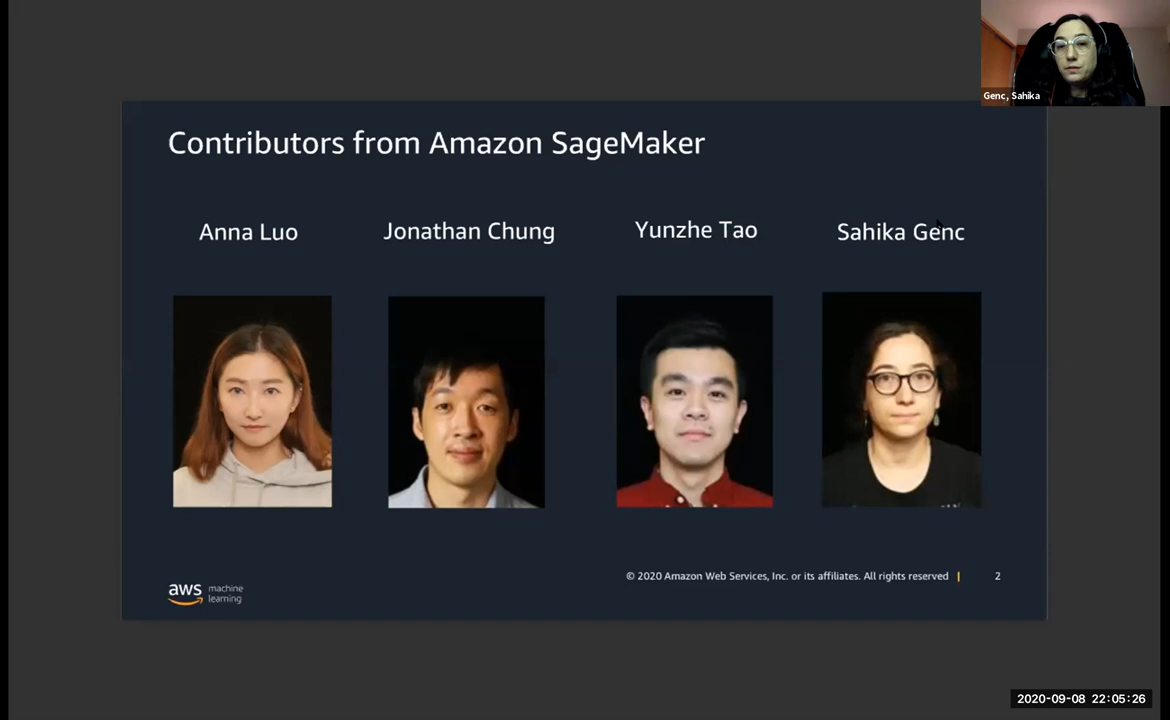 Genc, Sahika
Contributors from Amazon SageMaker
Anna Luo
Jonathan Chung
Yunzhe Tao
Sahika Genc
© 2020 Amazon Web Services, Inc. or its affiliates. All rights reserved | 2
aws machine learning
2020-09-08 22:05:26